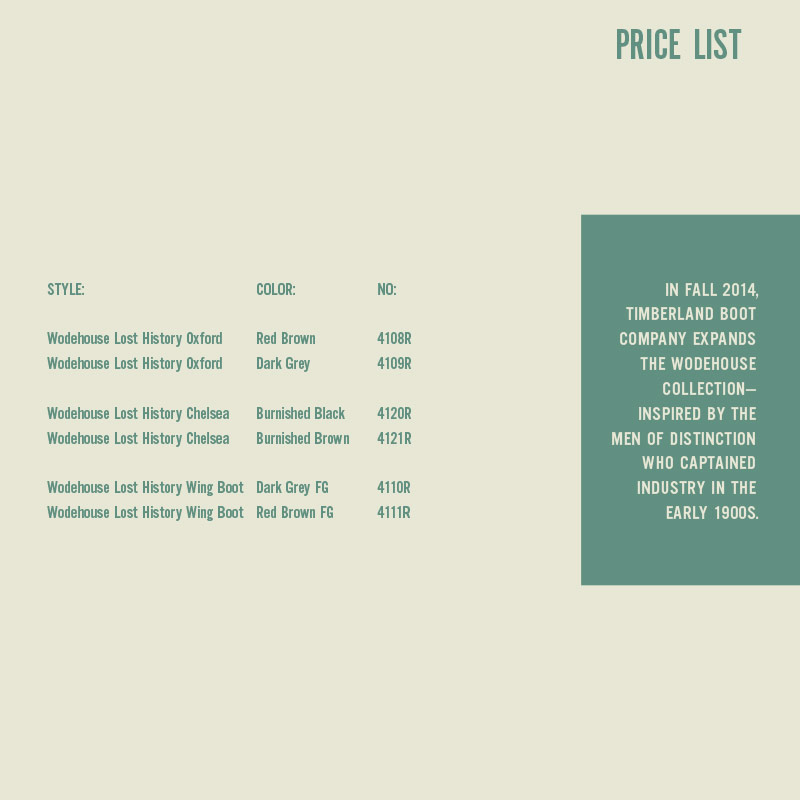 PRICE LIST
STYLE: COLOR: NO:
Wodehouse Lost History Oxford Red Brown 4108R
Wodehouse Lost History Oxford Dark Grey 4109R
Wodehouse Lost History Chelsea Burnished Black 4120R
Wodehouse Lost History Chelsea Burnished Brown 4121R
Wodehouse Lost History Wing Boot Dark Grey FG 4110R
Wodehouse Lost History Wing Boot Red Brown FG 4111R
IN FALL 2014,
TIMBERLAND BOOT
COMPANY EXPANDS
THE WODEHOUSE
COLLECTION—
INSPIRED BY THE
MEN OF DISTINCTION
WHO CAPTAINED
INDUSTRY IN THE
EARLY 1900S.